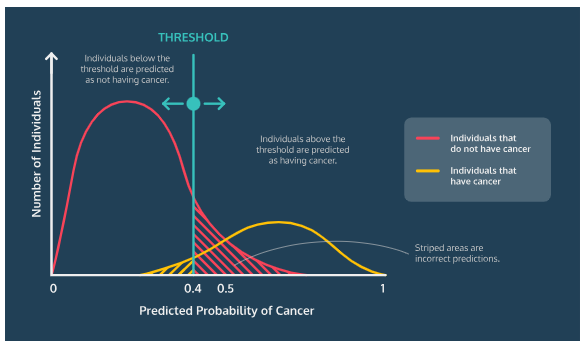 THRESHOLD
Individuals below the
threshold are predicted
as not having cancer.
Individuals above the
threshold are predicted
as having cancer.
Individuals that
do not have cancer
Individuals that
have cancer
Striped areas are
incorrect predictions.
Number of Individuals
0
0.4
0.5
1
Predicted Probability of Cancer